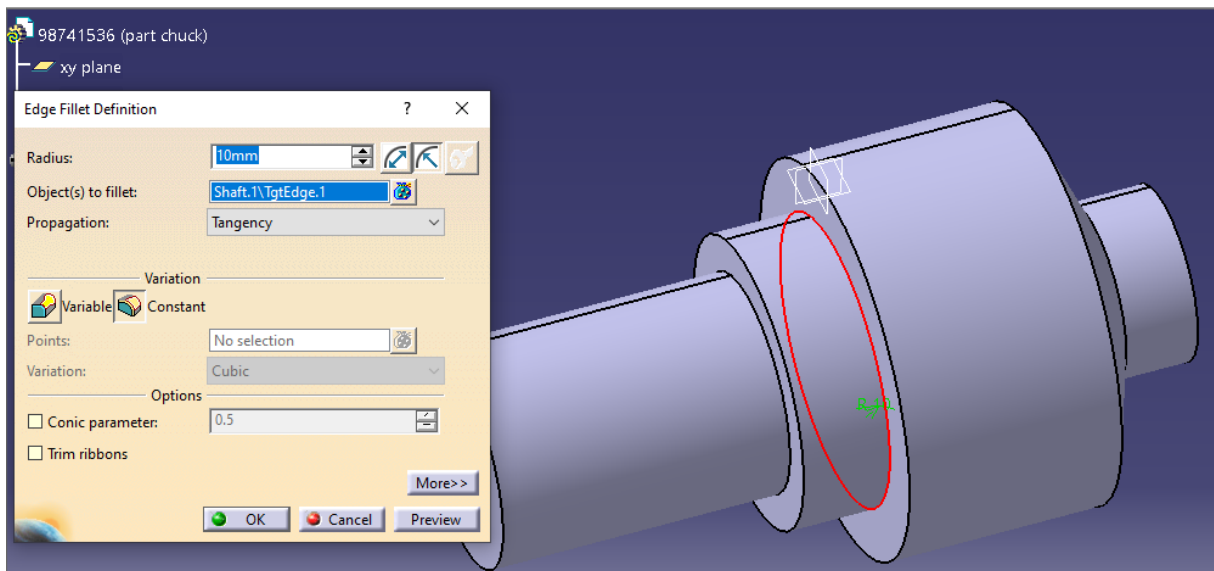 98741536 (part chuck)
xy plane
Edge Fillet Definition ?
Radius: 10mm
Object(s) to fillet: Shaft.1\TgtEdge.1
Propagation: Tangency
Variation
Variable Constant
Points: No selection
Variation: Cubic
Options
Conic parameter: 0.5
Trim ribbons
More>>
OK Cancel Preview